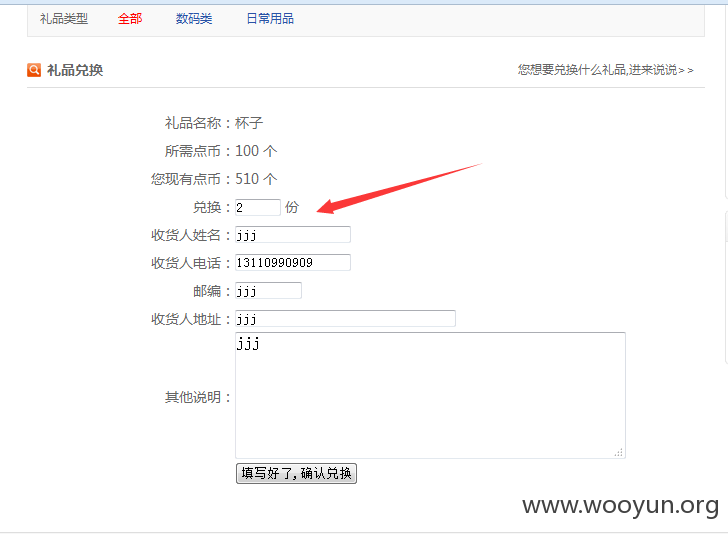 礼品类型 全部 数码类 日常用品
礼品兑换 您想要兑换什么礼品,进来说说>>
礼品名称：杯子
所需点币：100 个
您现有点币：510 个
兑换：2 份
收货人姓名：jjj
收货人电话：13110990909
邮编：jjj
收货人地址：jjj
jjj
其他说明：
填写好了,确认兑换
www.wooyun.org